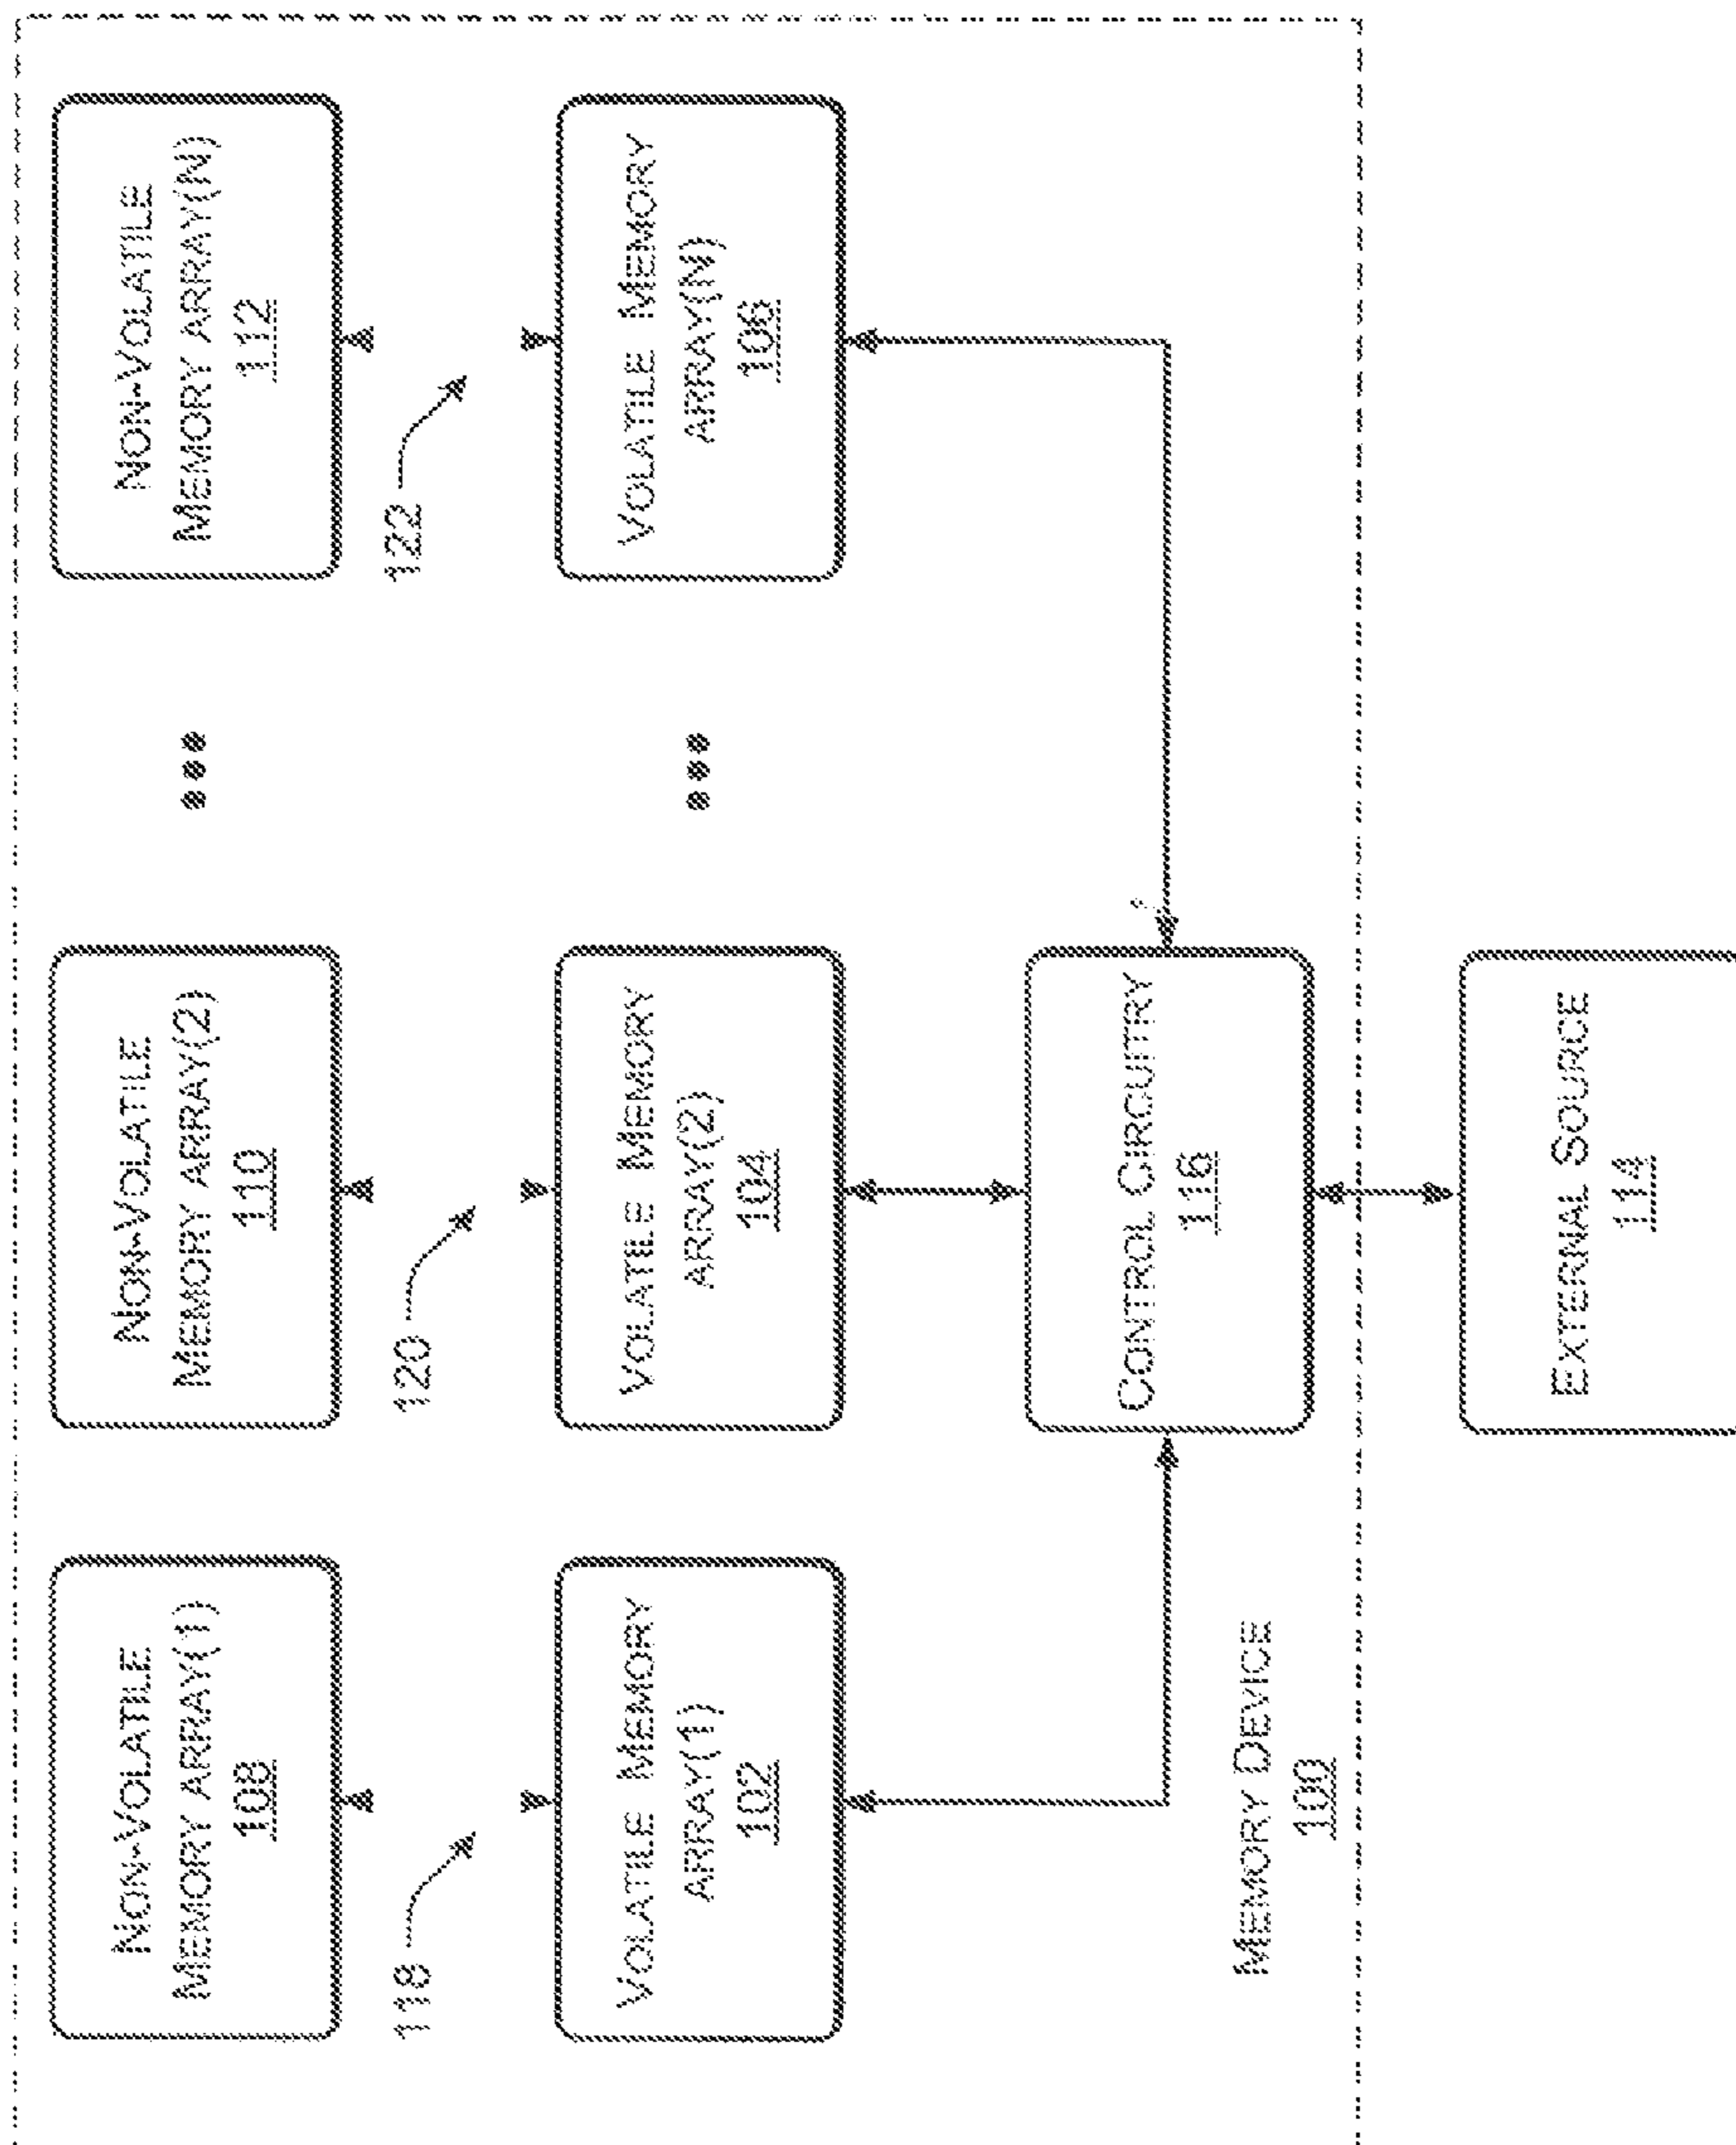 NON-VOLATILE
MEMORY ARRAY(1)
108
NON-VOLATILE
MEMORY ARRAY(2)
110
NON-VOLATILE
MEMORY ARRAY(N)
112
118
120
122
VOLATILE MEMORY
ARRAY(1)
102
VOLATILE MEMORY
ARRAY(2)
104
VOLATILE MEMORY
ARRAY(N)
106
CONTROL CIRCUITRY
116
MEMORY DEVICE
100
EXTERNAL SOURCE
114